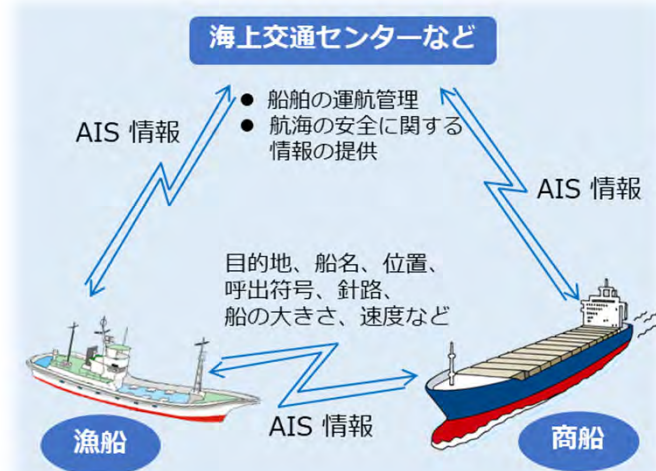 海上交通センターなど
● 船舶の運航管理
● 航海の安全に関する
情報の提供
AIS 情報
AIS 情報
目的地、船名、位置、
呼出符号、針路、
船の大きさ、速度など
AIS 情報
漁船
商船